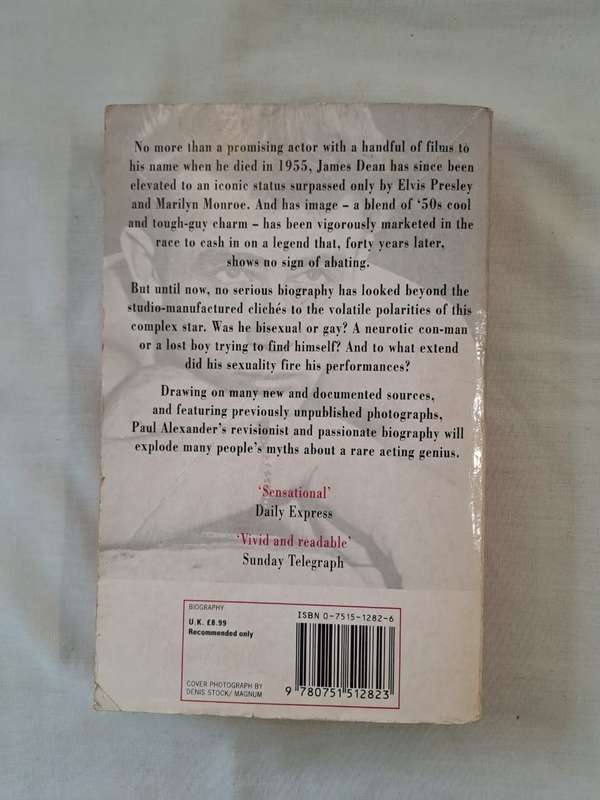 No more than a promising actor with a handful of films to
his name when he died in 1955, James Dean has since been
elevated to an iconic status surpassed only by Elvis Presley
and Marilyn Monroe. And has image – a blend of ‘50s cool
and tough-guy charm – has been vigorously marketed in the
race to cash in on a legend that, forty years later,
shows no sign of abating.
But until now, no serious biography has looked beyond the
studio-manufactured clichés to the volatile polarities of this
complex star. Was he bisexual or gay? A neurotic con-man
or a lost boy trying to find himself? And to what extend
did his sexuality fire his performances?
Drawing on many new and documented sources,
and featuring previously unpublished photographs,
Paul Alexander’s revisionist and passionate biography will
explode many people’s myths about a rare acting genius.
‘Sensational’
Daily Express
‘Vivid and readable’
Sunday Telegraph
BIOGRAPHY
U.K. £8.99
Recommended only
COVER PHOTOGRAPH BY
DENIS STOCK/ MAGNUM
ISBN 0-7515-1282-6
9 780751 512823